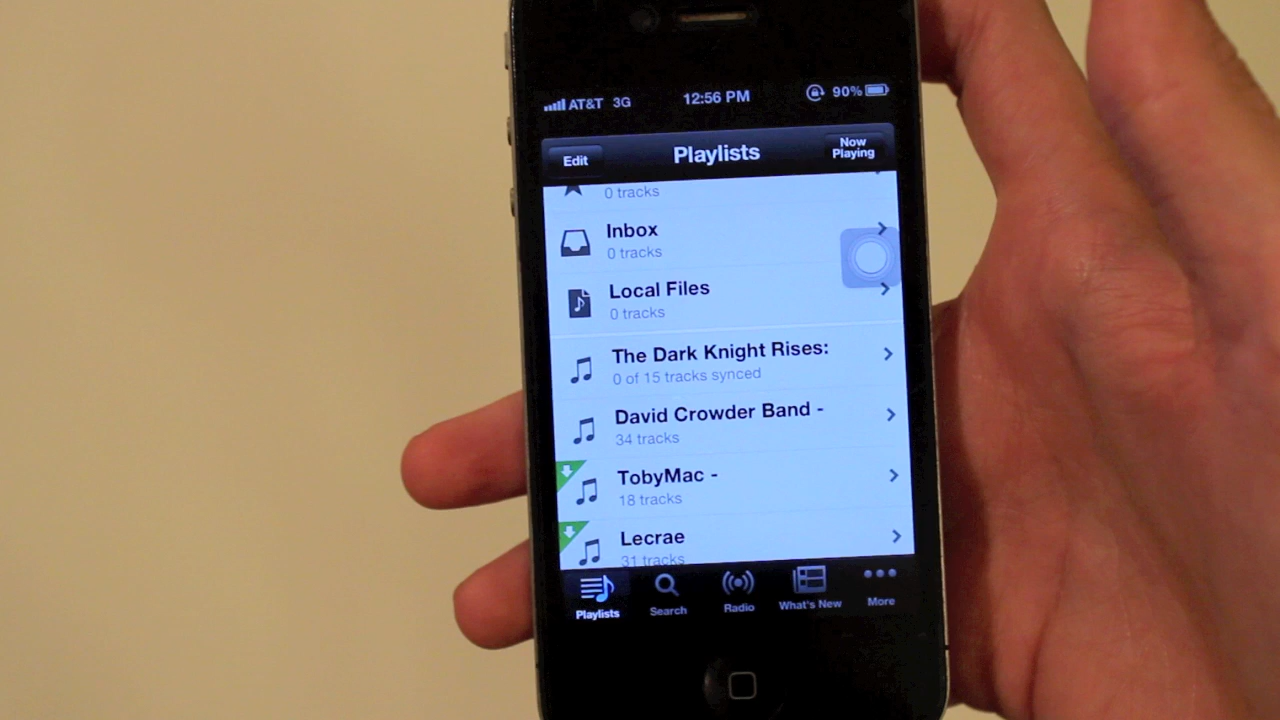 AT&T 3G 12:56 PM 90%
Edit Playlists Now Playing
0 tracks
Inbox
0 tracks
Local Files
0 tracks
The Dark Knight Rises:
0 of 15 tracks synced
David Crowder Band -
34 tracks
TobyMac -
18 tracks
Lecrae
31 tracks
Playlists Search Radio What's New More